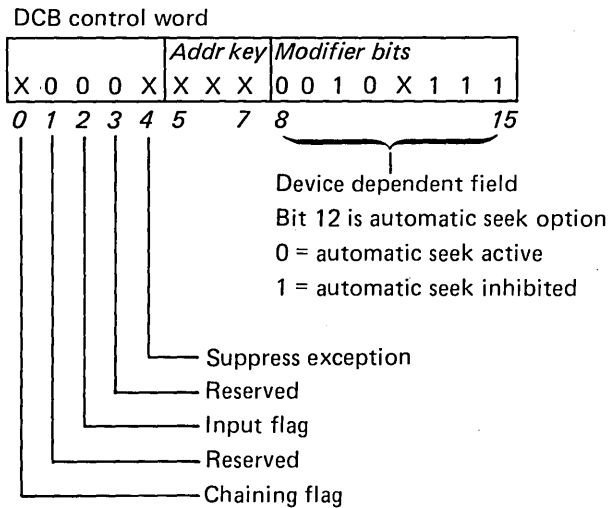 DCB control word
Addr key Modifier bits
X 0 0 0 X X X X 0 0 1 0 X 1 1 1
0 1 2 3 4 5 7 8 15
Device dependent field
Bit 12 is automatic seek option
0 = automatic seek active
1 = automatic seek inhibited
Suppress exception
Reserved
Input flag
Reserved
Chaining flag